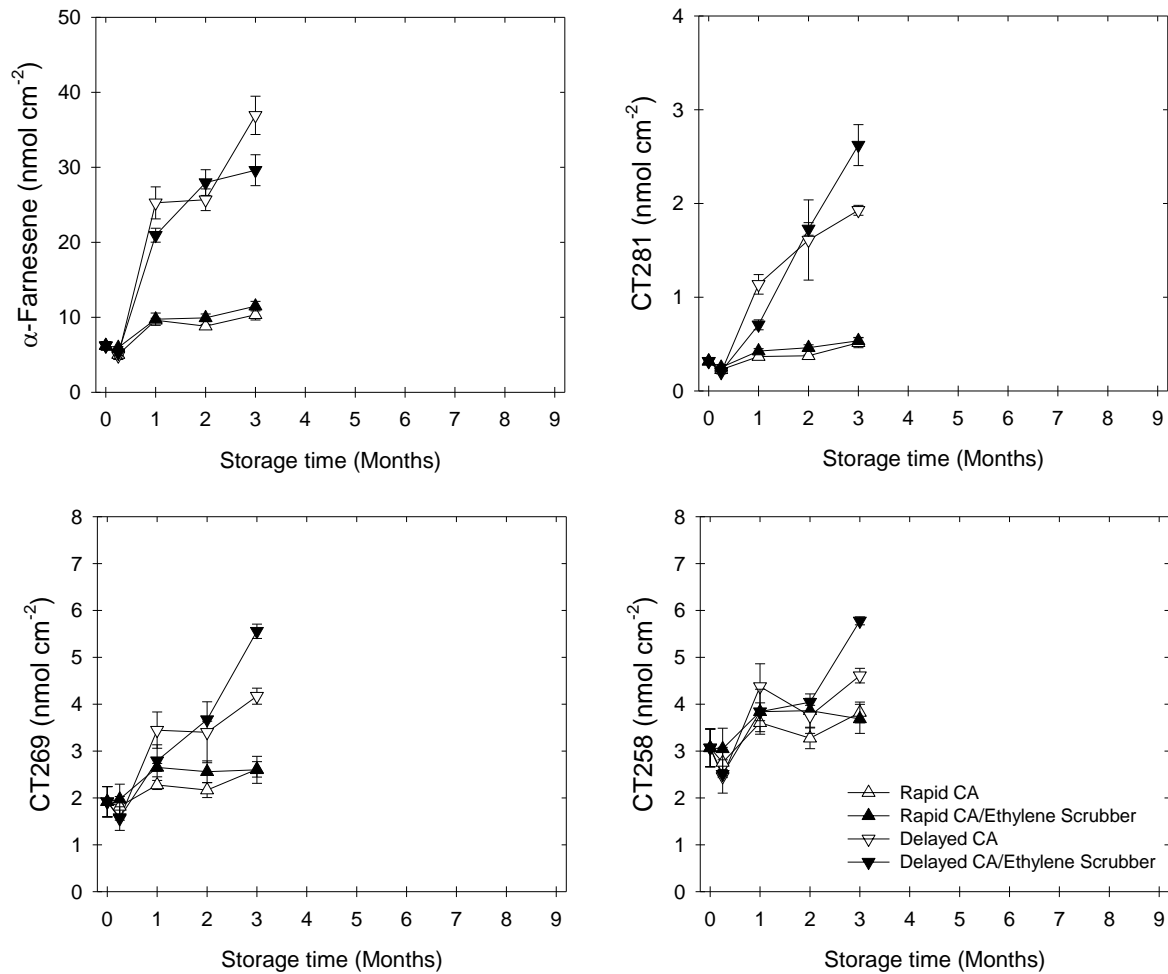 α-Farnesene (nmol cm⁻²)
50
40
30
20
10
0
0 1 2 3 4 5 6 7 8 9
Storage time (Months)
CT281 (nmol cm⁻²)
4
3
2
1
0
0 1 2 3 4 5 6 7 8 9
Storage time (Months)
CT269 (nmol cm⁻²)
8
7
6
5
4
3
2
1
0
0 1 2 3 4 5 6 7 8 9
Storage time (Months)
CT258 (nmol cm⁻²)
8
7
6
5
4
3
2
1
0
Rapid CA
Rapid CA/Ethylene Scrubber
Delayed CA
Delayed CA/Ethylene Scrubber
0 1 2 3 4 5 6 7 8 9
Storage time (Months)